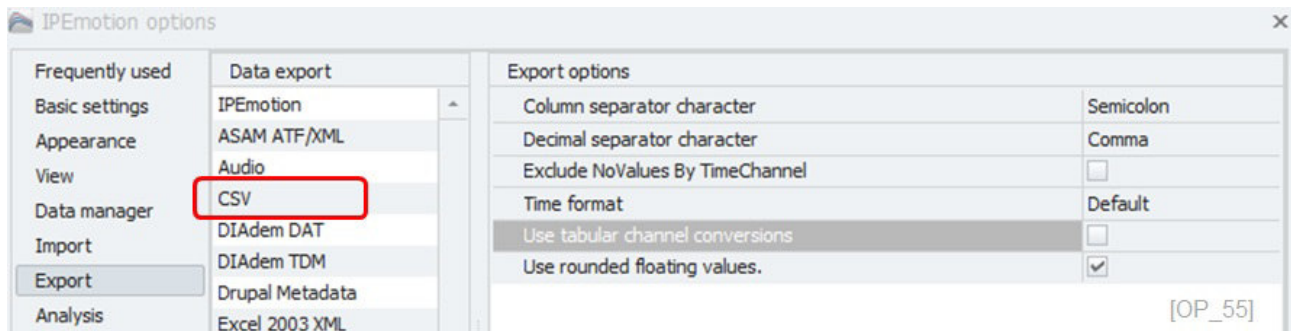 IPEmotion options
Frequently used
Basic settings
Appearance
View
Data manager
Import
Export
Analysis
Data export
IPEmotion
ASAM ATF/XML
Audio
CSV
DIAdem DAT
DIAdem TDM
Drupal Metadata
Excel 2003 XML
Export options
Column separator character Semicolon
Decimal separator character Comma
Exclude NoValues By TimeChannel
Time format Default
Use tabular channel conversions
Use rounded floating values.
[OP_55]